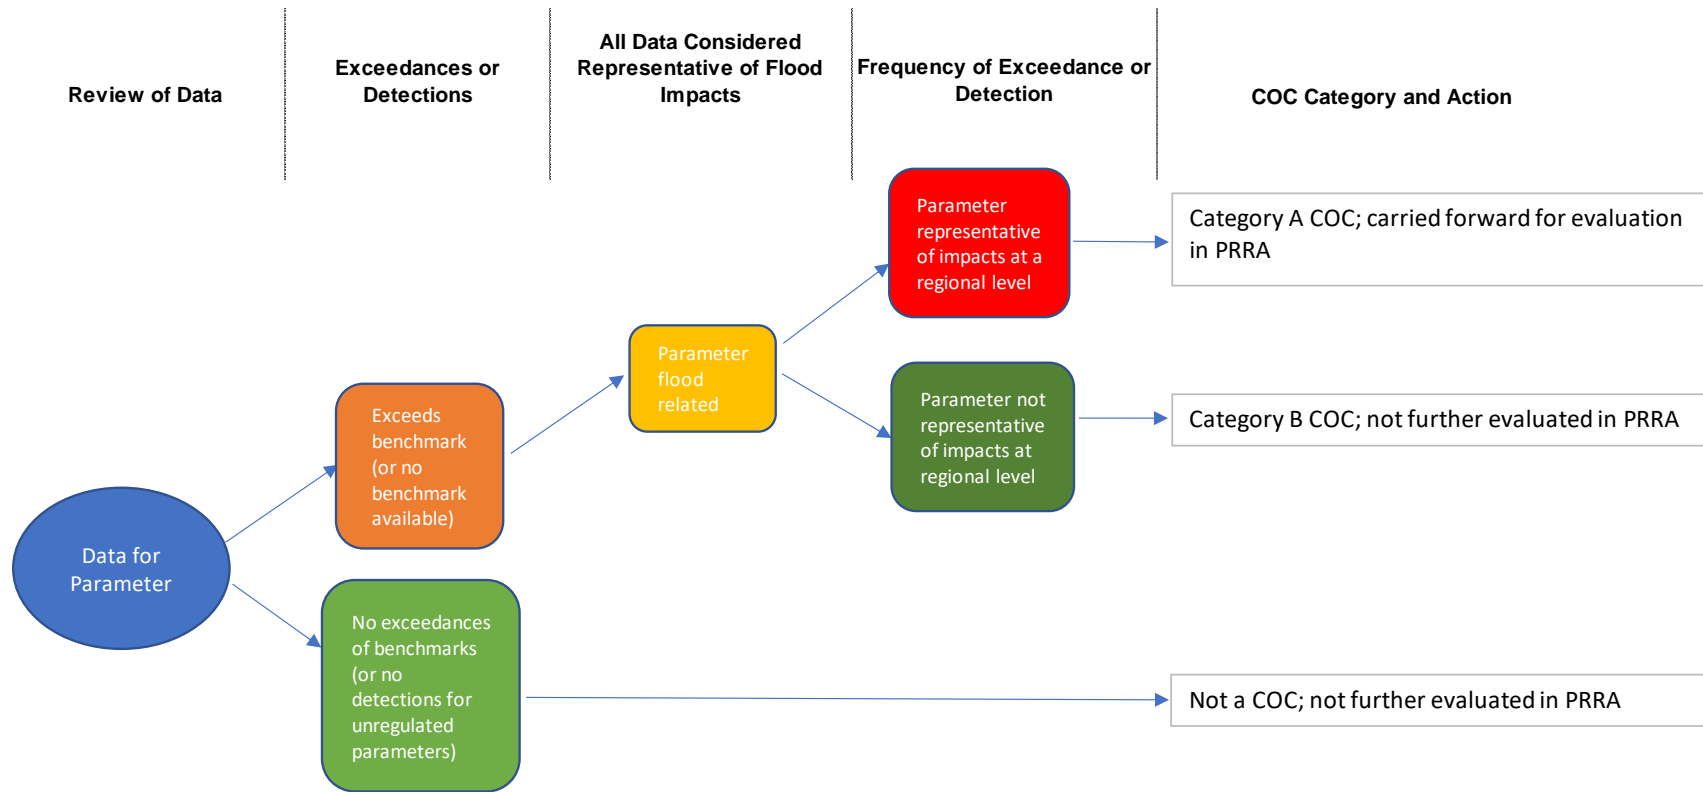 Review of Data
Exceedances or
Detections
All Data Considered
Representative of Flood
Impacts
Frequency of Exceedance or
Detection
COC Category and Action
Data for
Parameter
Exceeds
benchmark
(or no
benchmark
available)
No exceedances
of benchmarks
(or no
detections for
unregulated
parameters)
Parameter
flood
related
Parameter
representative
of impacts at a
regional level
Parameter not
representative
of impacts at
regional level
Category A COC; carried forward for evaluation
in PRRA
Category B COC; not further evaluated in PRRA
Not a COC; not further evaluated in PRRA